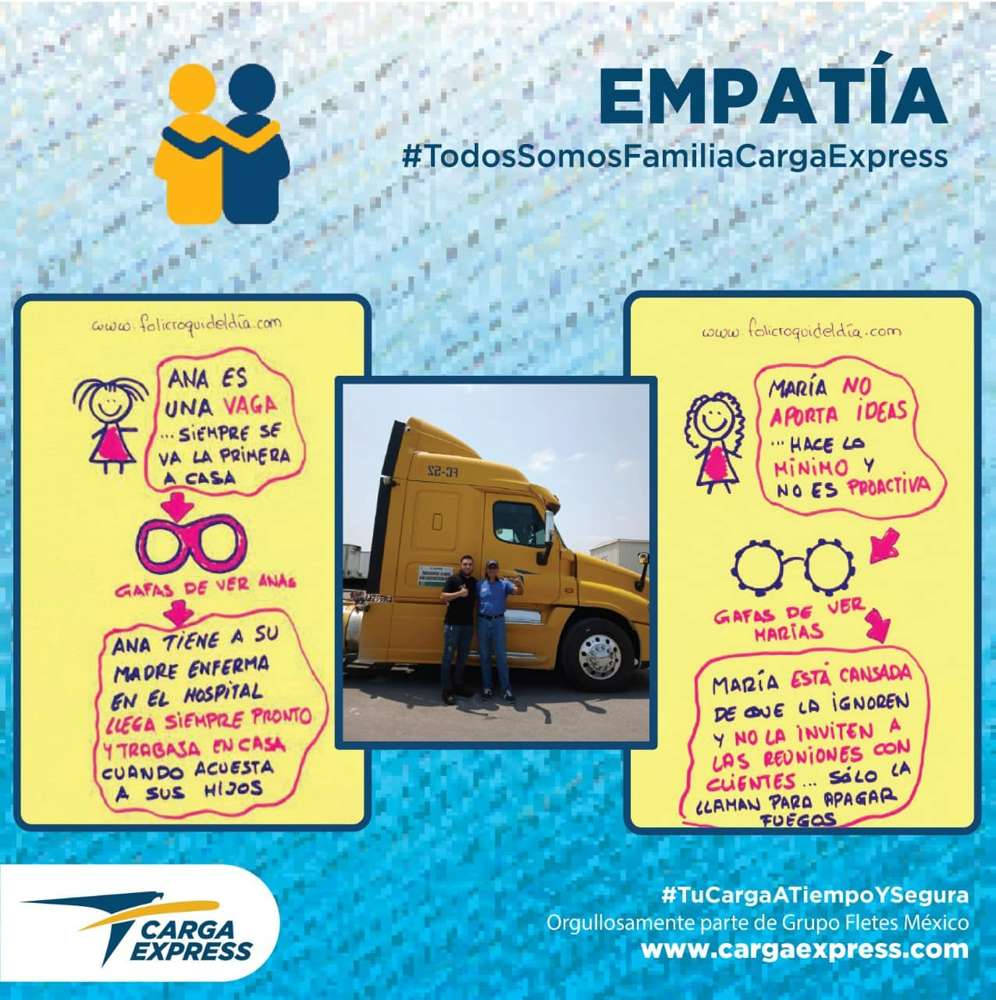 EMPATÍA
#TodosSomosFamiliaCargaExpress
www.folicroquideldía.com
ANA ES
UNA VAGA
...SIEMPRE SE
VA LA PRIMERA
A CASA
GAFAS DE VER ANAS
ANA TIENE A SU
MADRE ENFERMA
EN EL HOSPITAL
LLEGA SIEMPRE PRONTO
Y TRABAJA EN CASA
CUANDO ACUESTA
A SUS HIJOS
FC-52
www.folicroquideldía.com
MARÍA NO
APORTA IDEAS
...HACE LO
MÍNIMO Y
NO ES PROACTIVA
GAFAS DE VER
MARÍAS
MARÍA ESTÁ CANSADA
DE QUE LA IGNOREN
Y NO LA INVITEN A
LAS REUNIONES CON
CLIENTES... SÓLO LA
LLAMAN PARA APAGAR
FUEGOS
CARGA
EXPRESS
#TuCargaATiempoYSegura
Orgullosamente parte de Grupo Fletes México
www.cargaexpress.com